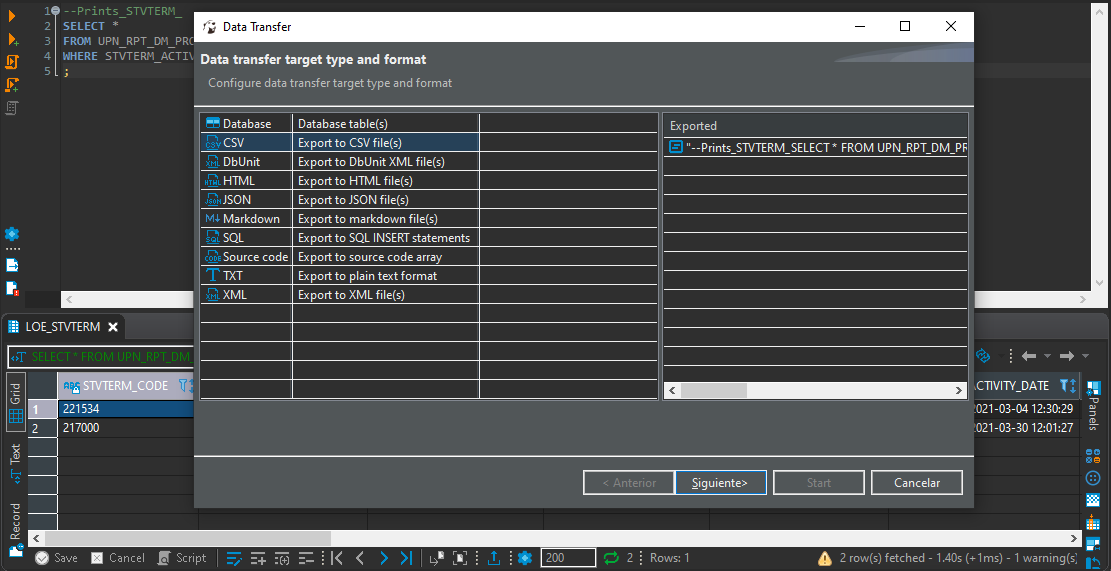 1 --Prints_STVTERM_
2 SELECT *
3 FROM UPN_RPT_DM_PRO
4 WHERE STVTERM_ACTIV
5 ;
Data Transfer
Data transfer target type and format
Configure data transfer target type and format
Database Database table(s)
CSV Export to CSV file(s)
DbUnit Export to DbUnit XML file(s)
HTML Export to HTML file(s)
JSON Export to JSON file(s)
Markdown Export to markdown file(s)
SQL Export to SQL INSERT statements
Source code Export to source code array
TXT Export to plain text format
XML Export to XML file(s)
Exported
"--Prints_STVTERM_SELECT * FROM UPN_RPT_DM_PR
< Anterior
Siguiente>
Start
Cancelar
LOE_STVTERM
SELECT * FROM UPN_RPT_DM_
Grid
Text
Record
Panels
STVTERM_CODE
ACTIVITY_DATE
1 221534 2021-03-04 12:30:29
2 217000 2021-03-30 12:01:27
Save Cancel Script 200 2 Rows: 1 2 row(s) fetched - 1.40s (+1ms) - 1 warning(s